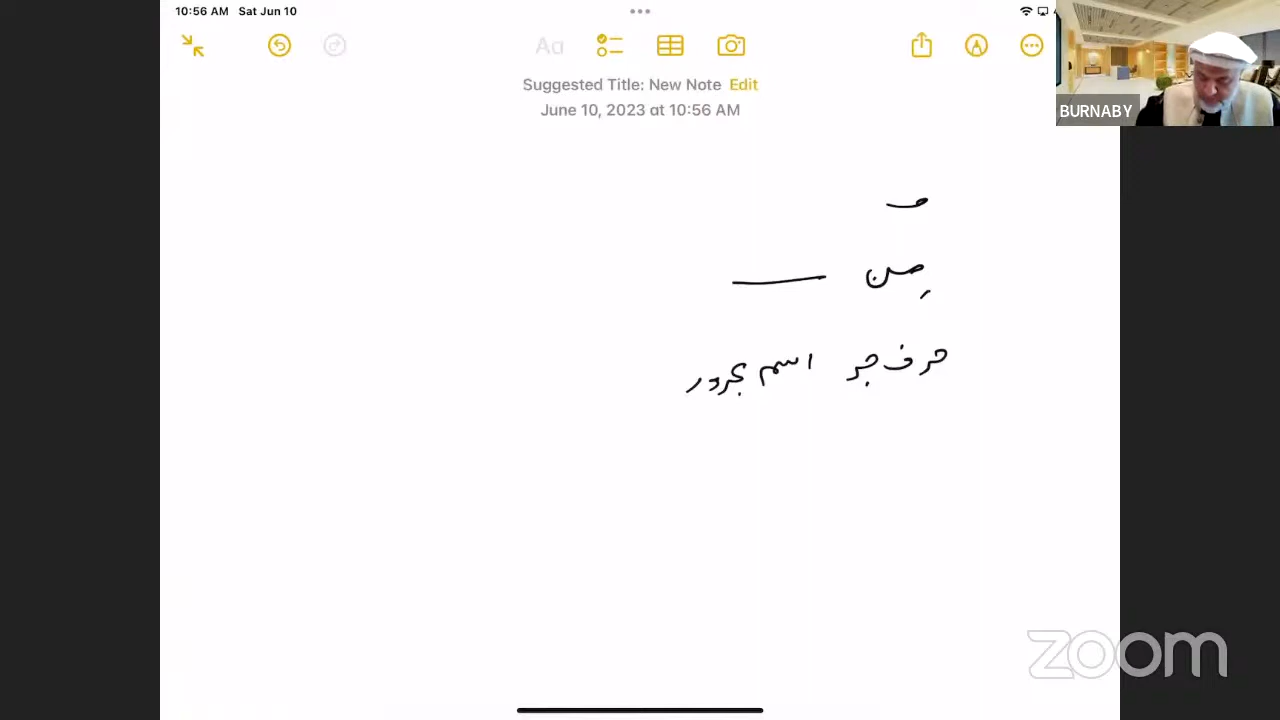 10:56 AM Sat Jun 10
Aa
Suggested Title: New Note Edit
June 10, 2023 at 10:56 AM
BURNABY
مِن
حرف جر اسم مجرور
zoom